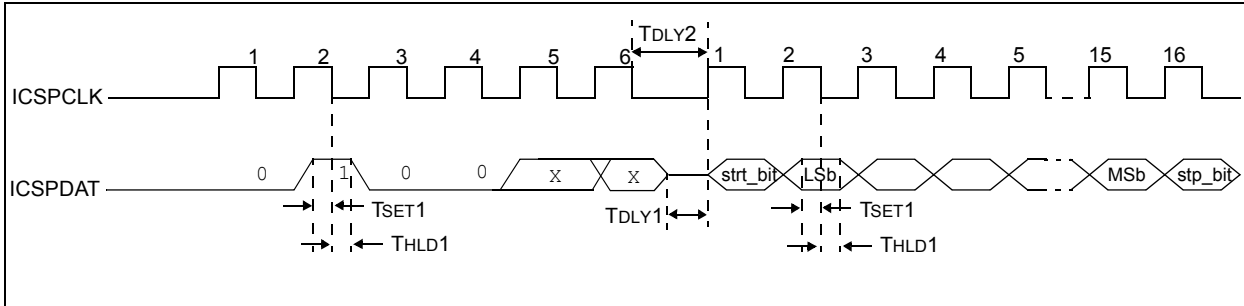 TDLY2
1 2 3 4 5 6 1 2 3 4 5 15 16
ICSPCLK
ICSPDAT 0 1 0 0 x x strt_bit LSb MSb stp_bit
TSET1 TDLY1 TSET1
THLD1 THLD1